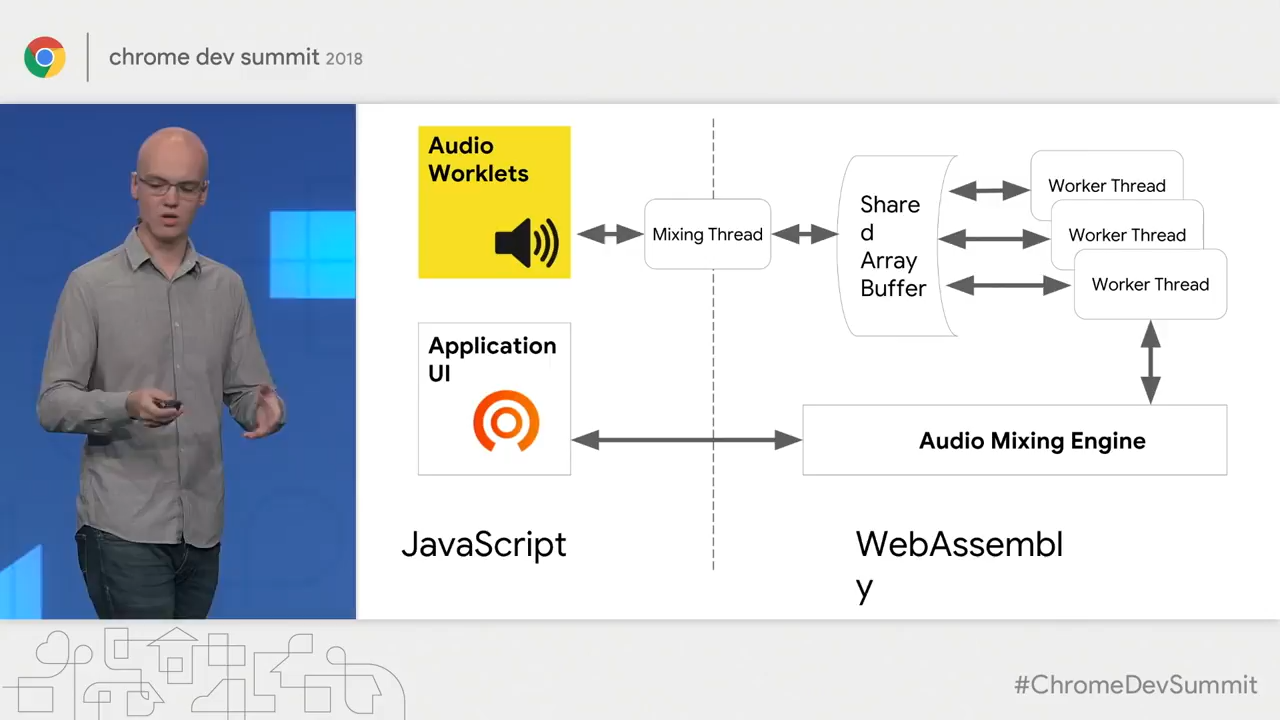 chrome dev summit 2018
Audio
Worklets
Mixing Thread
Share
d
Array
Buffer
Worker Thread
Worker Thread
Worker Thread
Application
UI
Audio Mixing Engine
JavaScript
WebAssembl
y
#ChromeDevSummit